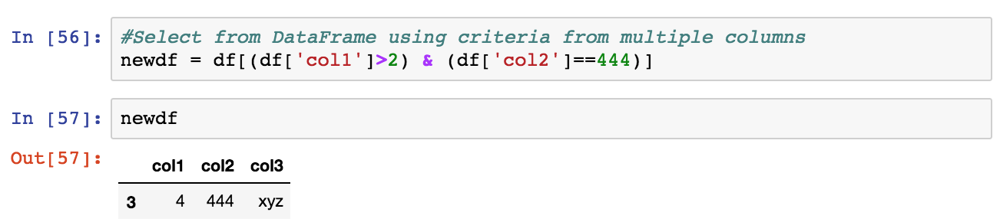 In [56]: #Select from DataFrame using criteria from multiple columns
newdf = df[(df['col1']>2) & (df['col2']==444)]
In [57]: newdf
Out[57]:
col1 col2 col3
3 4 444 xyz